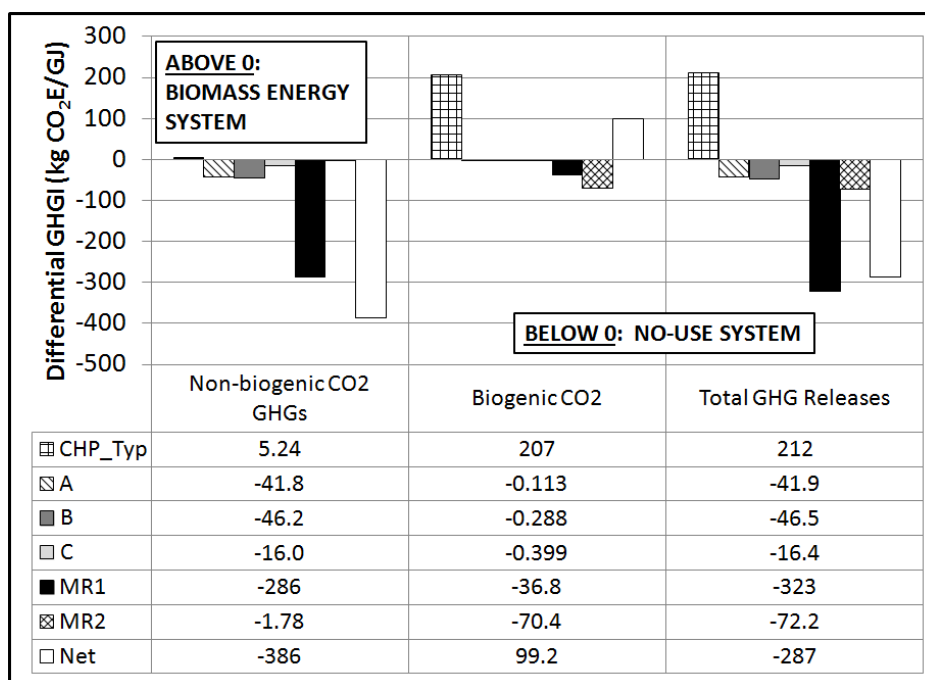 300
200
100
0
-100
-200
-300
-400
-500
Differential GHGI (kg CO2E/GJ)
ABOVE 0:
BIOMASS ENERGY
SYSTEM
BELOW 0: NO-USE SYSTEM
Non-biogenic CO2 GHGs Biogenic CO2 Total GHG Releases
CHP_Typ 5.24 207 212
A -41.8 -0.113 -41.9
B -46.2 -0.288 -46.5
C -16.0 -0.399 -16.4
MR1 -286 -36.8 -323
MR2 -1.78 -70.4 -72.2
Net -386 99.2 -287